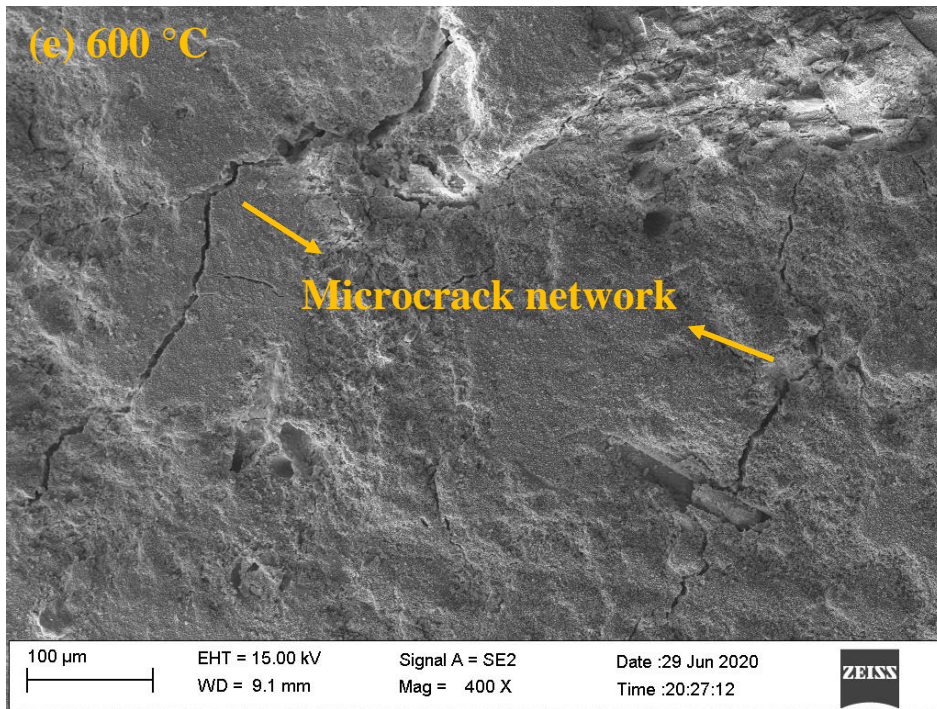 (e) 600 °C
Microcrack network
100 µm
EHT = 15.00 kV
Signal A = SE2
Date :29 Jun 2020
ZEISS
WD = 9.1 mm
Mag = 400 X
Time :20:27:12